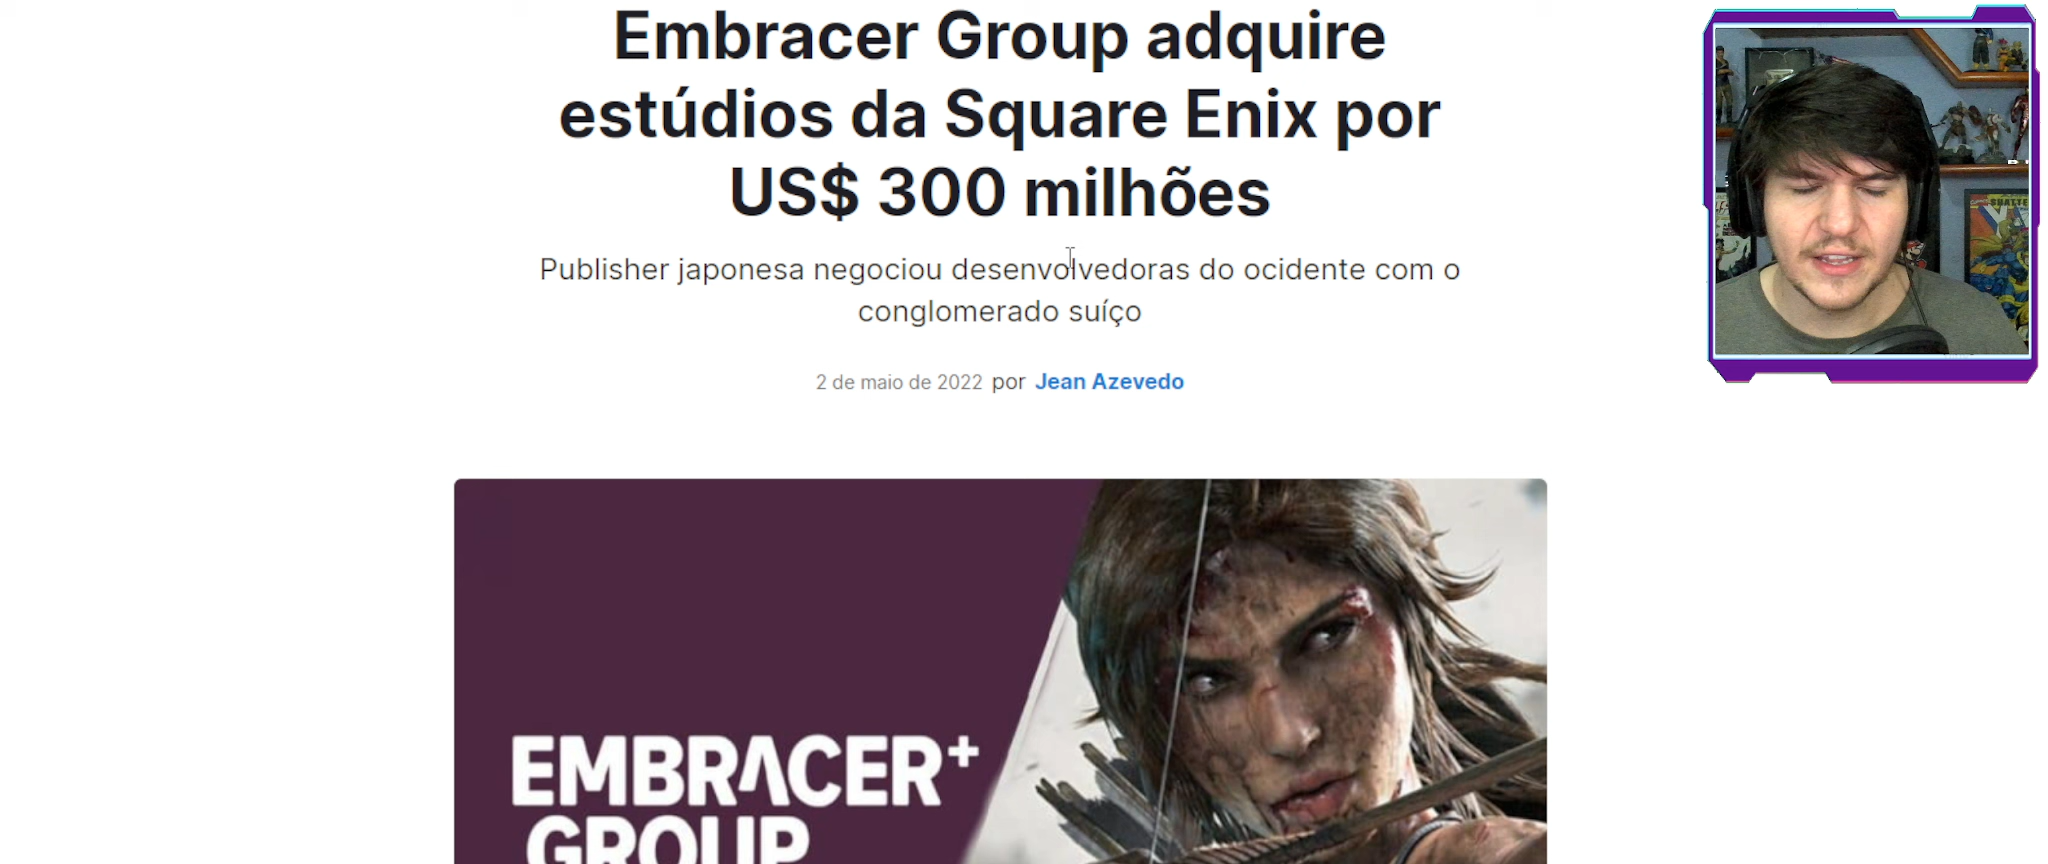 Embracer Group adquire
estúdios da Square Enix por
US$ 300 milhões
Publisher japonesa negociou desenvolvedoras do ocidente com o
conglomerado suíço
2 de maio de 2022 por Jean Azevedo
EMBRACER+
GROUP